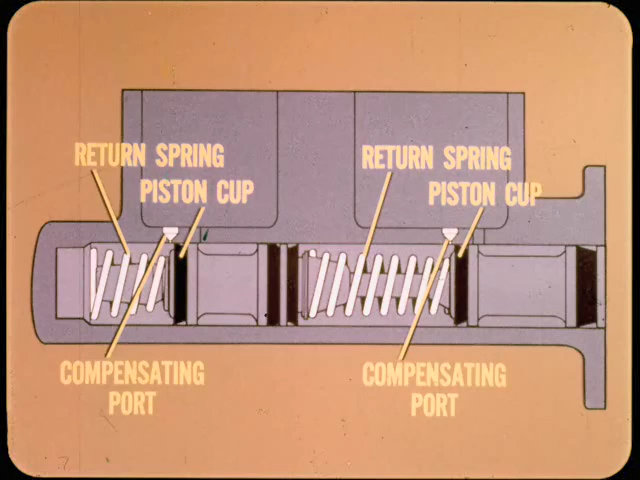 RETURN SPRING
PISTON CUP
RETURN SPRING
PISTON CUP
COMPENSATING
PORT
COMPENSATING
PORT